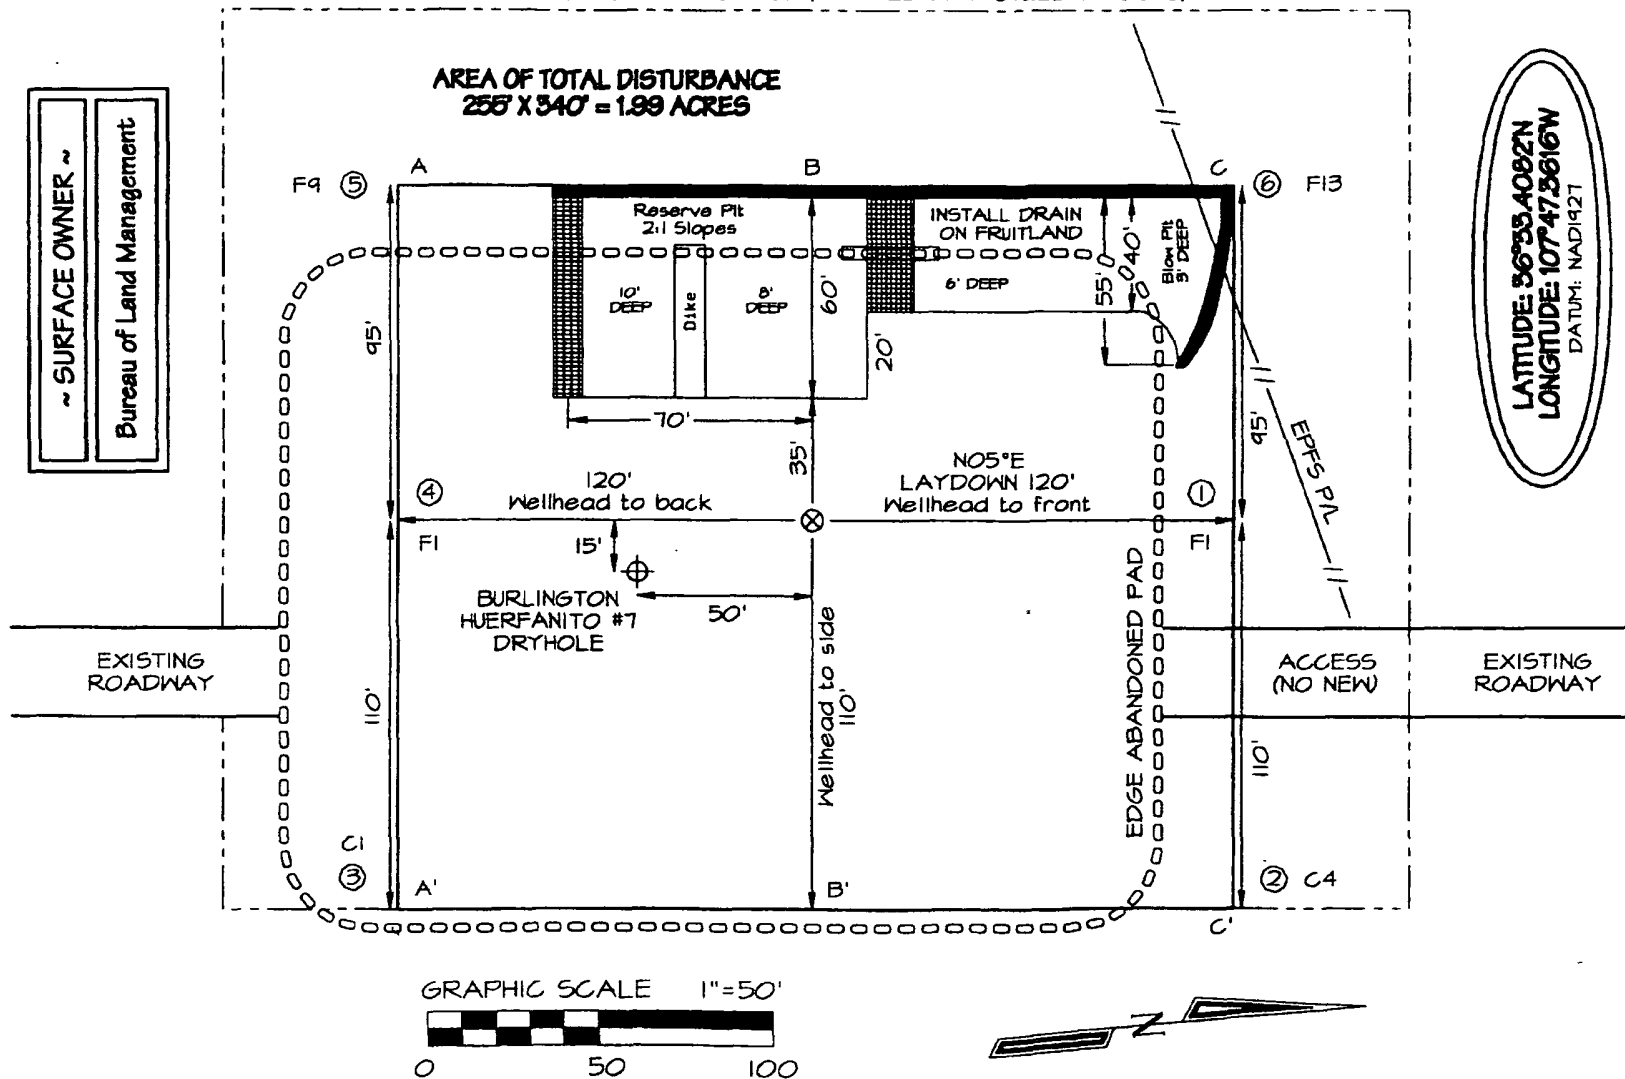 AREA OF TOTAL DISTURBANCE
255' X 340' = 1.99 ACRES
~ SURFACE OWNER ~
Bureau of Land Management
LATITUDE: 36°33.4082'N
LONGITUDE: 107°47.3616'W
DATUM: NAD1927
A
B
C
F9
5
6
F13
Reserve Pit
2:1 Slopes
INSTALL DRAIN
ON FRUITLAND
40'
Blow Pit
3' DEEP
55'
6' DEEP
10'
DEEP
Dike
8'
DEEP
60'
20'
95'
95'
70'
35'
EPFS P/L
4
120'
Wellhead to back
N05°E
LAYDOWN 120'
Wellhead to front
1
F1
F1
15'
50'
BURLINGTON
HUERFANITO #7
DRYHOLE
Wellhead to side
110'
EDGE ABANDONED PAD
EXISTING
ROADWAY
ACCESS
(NO NEW)
EXISTING
ROADWAY
110'
110'
C1
3
A'
B'
2
C4
C'
GRAPHIC SCALE 1"=50'
0 50 100
N